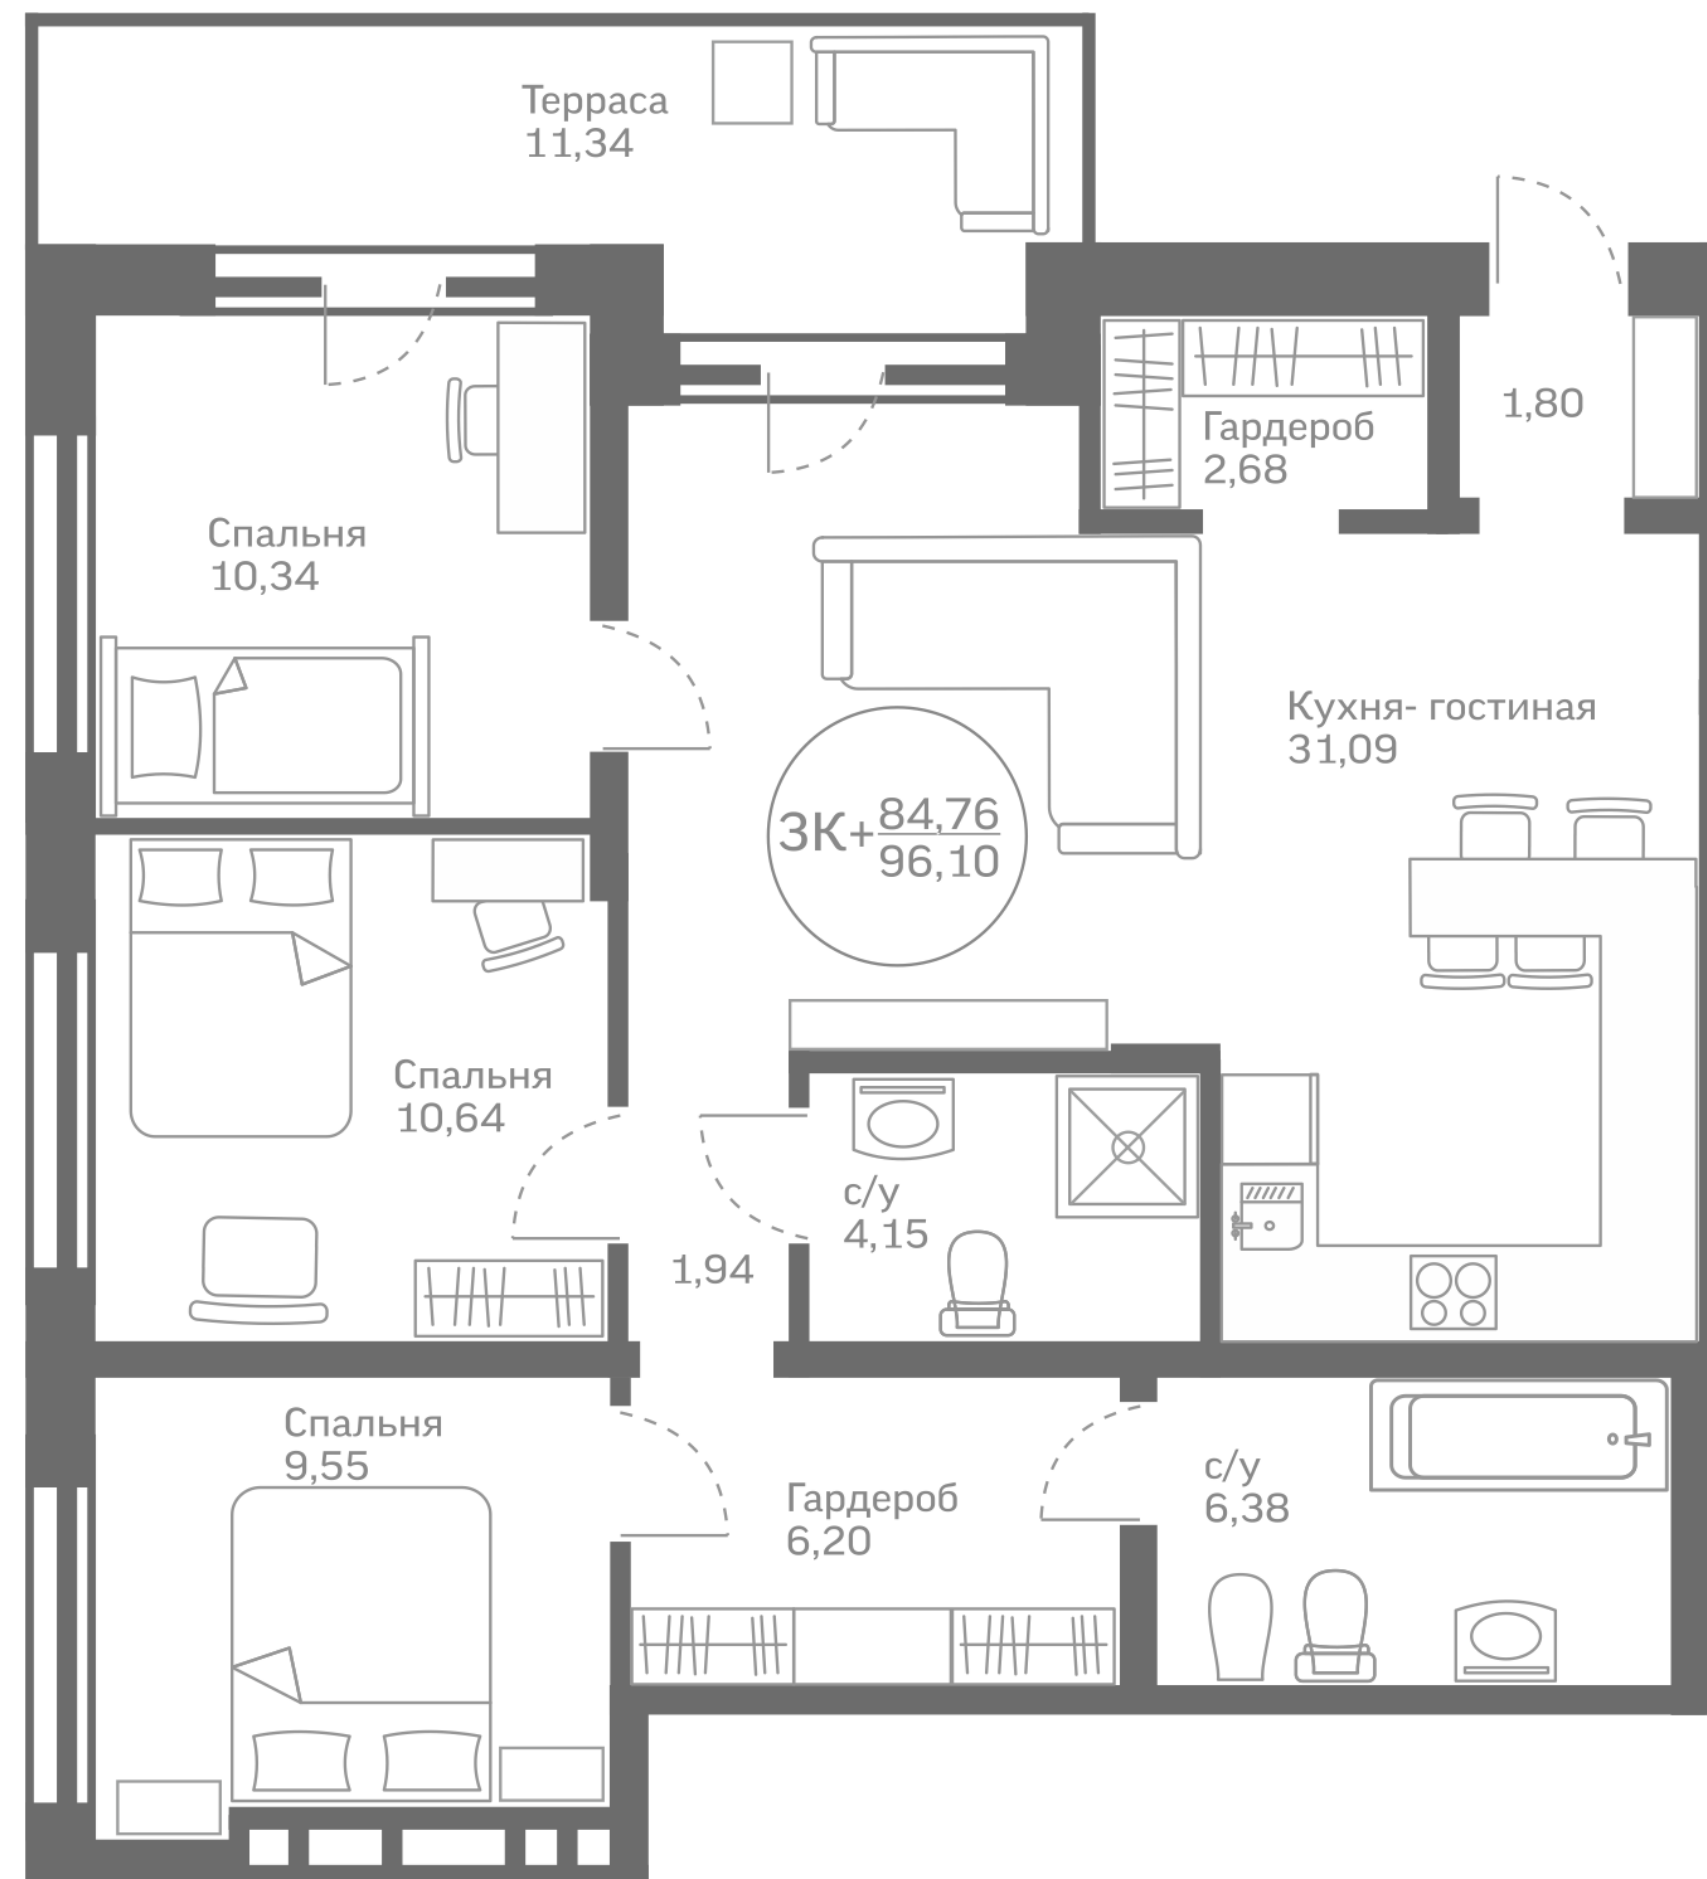 Терраса
11,34
1,80
Гардероб
2,68
Спальня
10,34
Кухня- гостиная
31,09
3К+
84,76
96,10
Спальня
10,64
с/у
4,15
1,94
Спальня
9,55
Гардероб
6,20
с/у
6,38